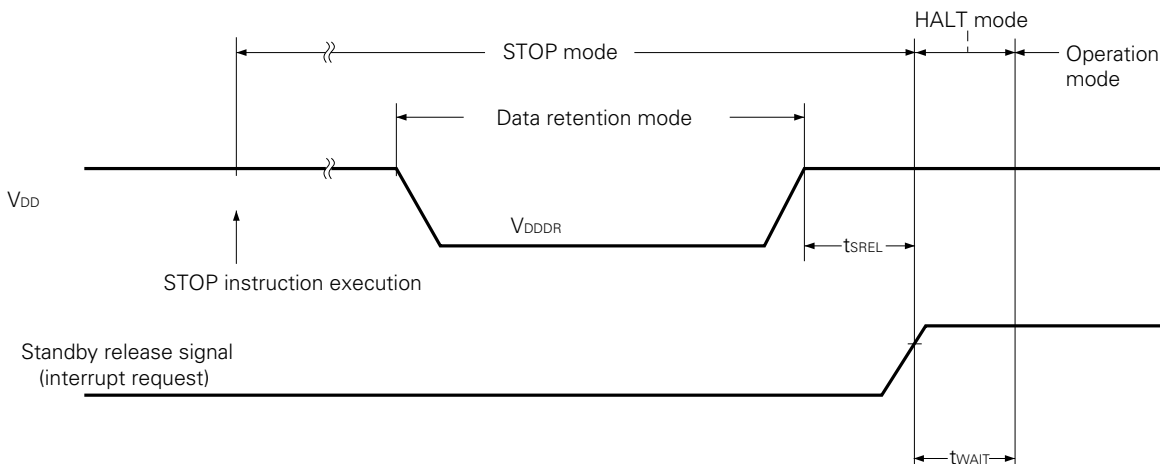 HALT mode
STOP mode
Operation
mode
Data retention mode
VDD
VDDDR
tSREL
STOP instruction execution
Standby release signal
(interrupt request)
tWAIT